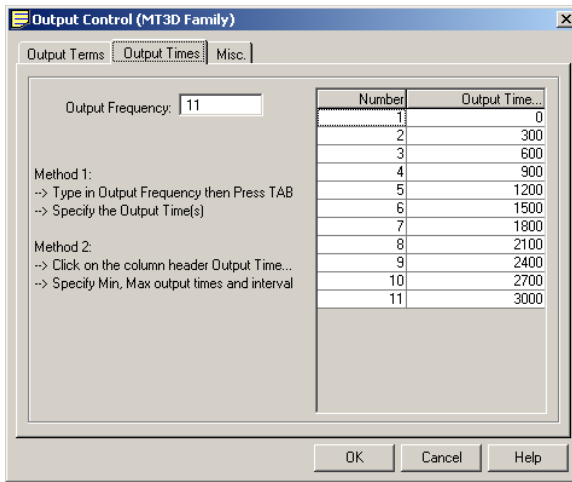 Output Control (MT3D Family)
Output Terms Output Times Misc.
Output Frequency: 11
Method 1:
--> Type in Output Frequency then Press TAB
--> Specify the Output Time(s)
Method 2:
--> Click on the column header Output Time...
--> Specify Min, Max output times and interval
Number Output Time...
1 0
2 300
3 600
4 900
5 1200
6 1500
7 1800
8 2100
9 2400
10 2700
11 3000
OK Cancel Help